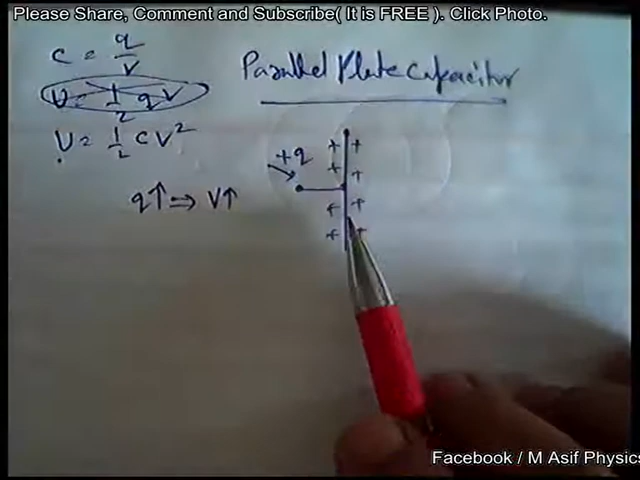 Please Share, Comment and Subscribe( It is FREE ). Click Photo.
C = q/V
Parallel Plate Capacitor
U = 1/2 qV
U = 1/2 CV²
+q
+ +
+ +
q↑ ⇒ V↑
+ +
+ +
Facebook / M Asif Physics